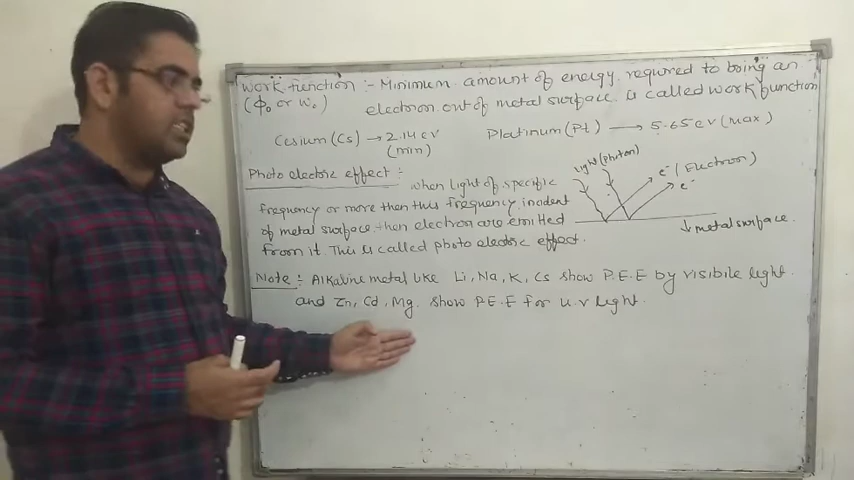 Work function :- Minimum amount of energy required to bring an
(Φ₀ or W₀) electron out of metal surface is called work function
Cesium (Cs) → 2.14 eV Platinum (Pt) → 5.65 eV (max)
(min)
Photo electric effect :- when light of specific
frequency or more then this frequency incident
of metal surface then electron are emitted
from it. This is called photo electric effect.
light (photon)
e⁻ (Electron)
e⁻
↓ metal surface.
Note :- Alkaline metal like Li, Na, K, Cs show P.E.E by visibile light.
and Zn, Cd, Mg. show P.E.E for u.v light.